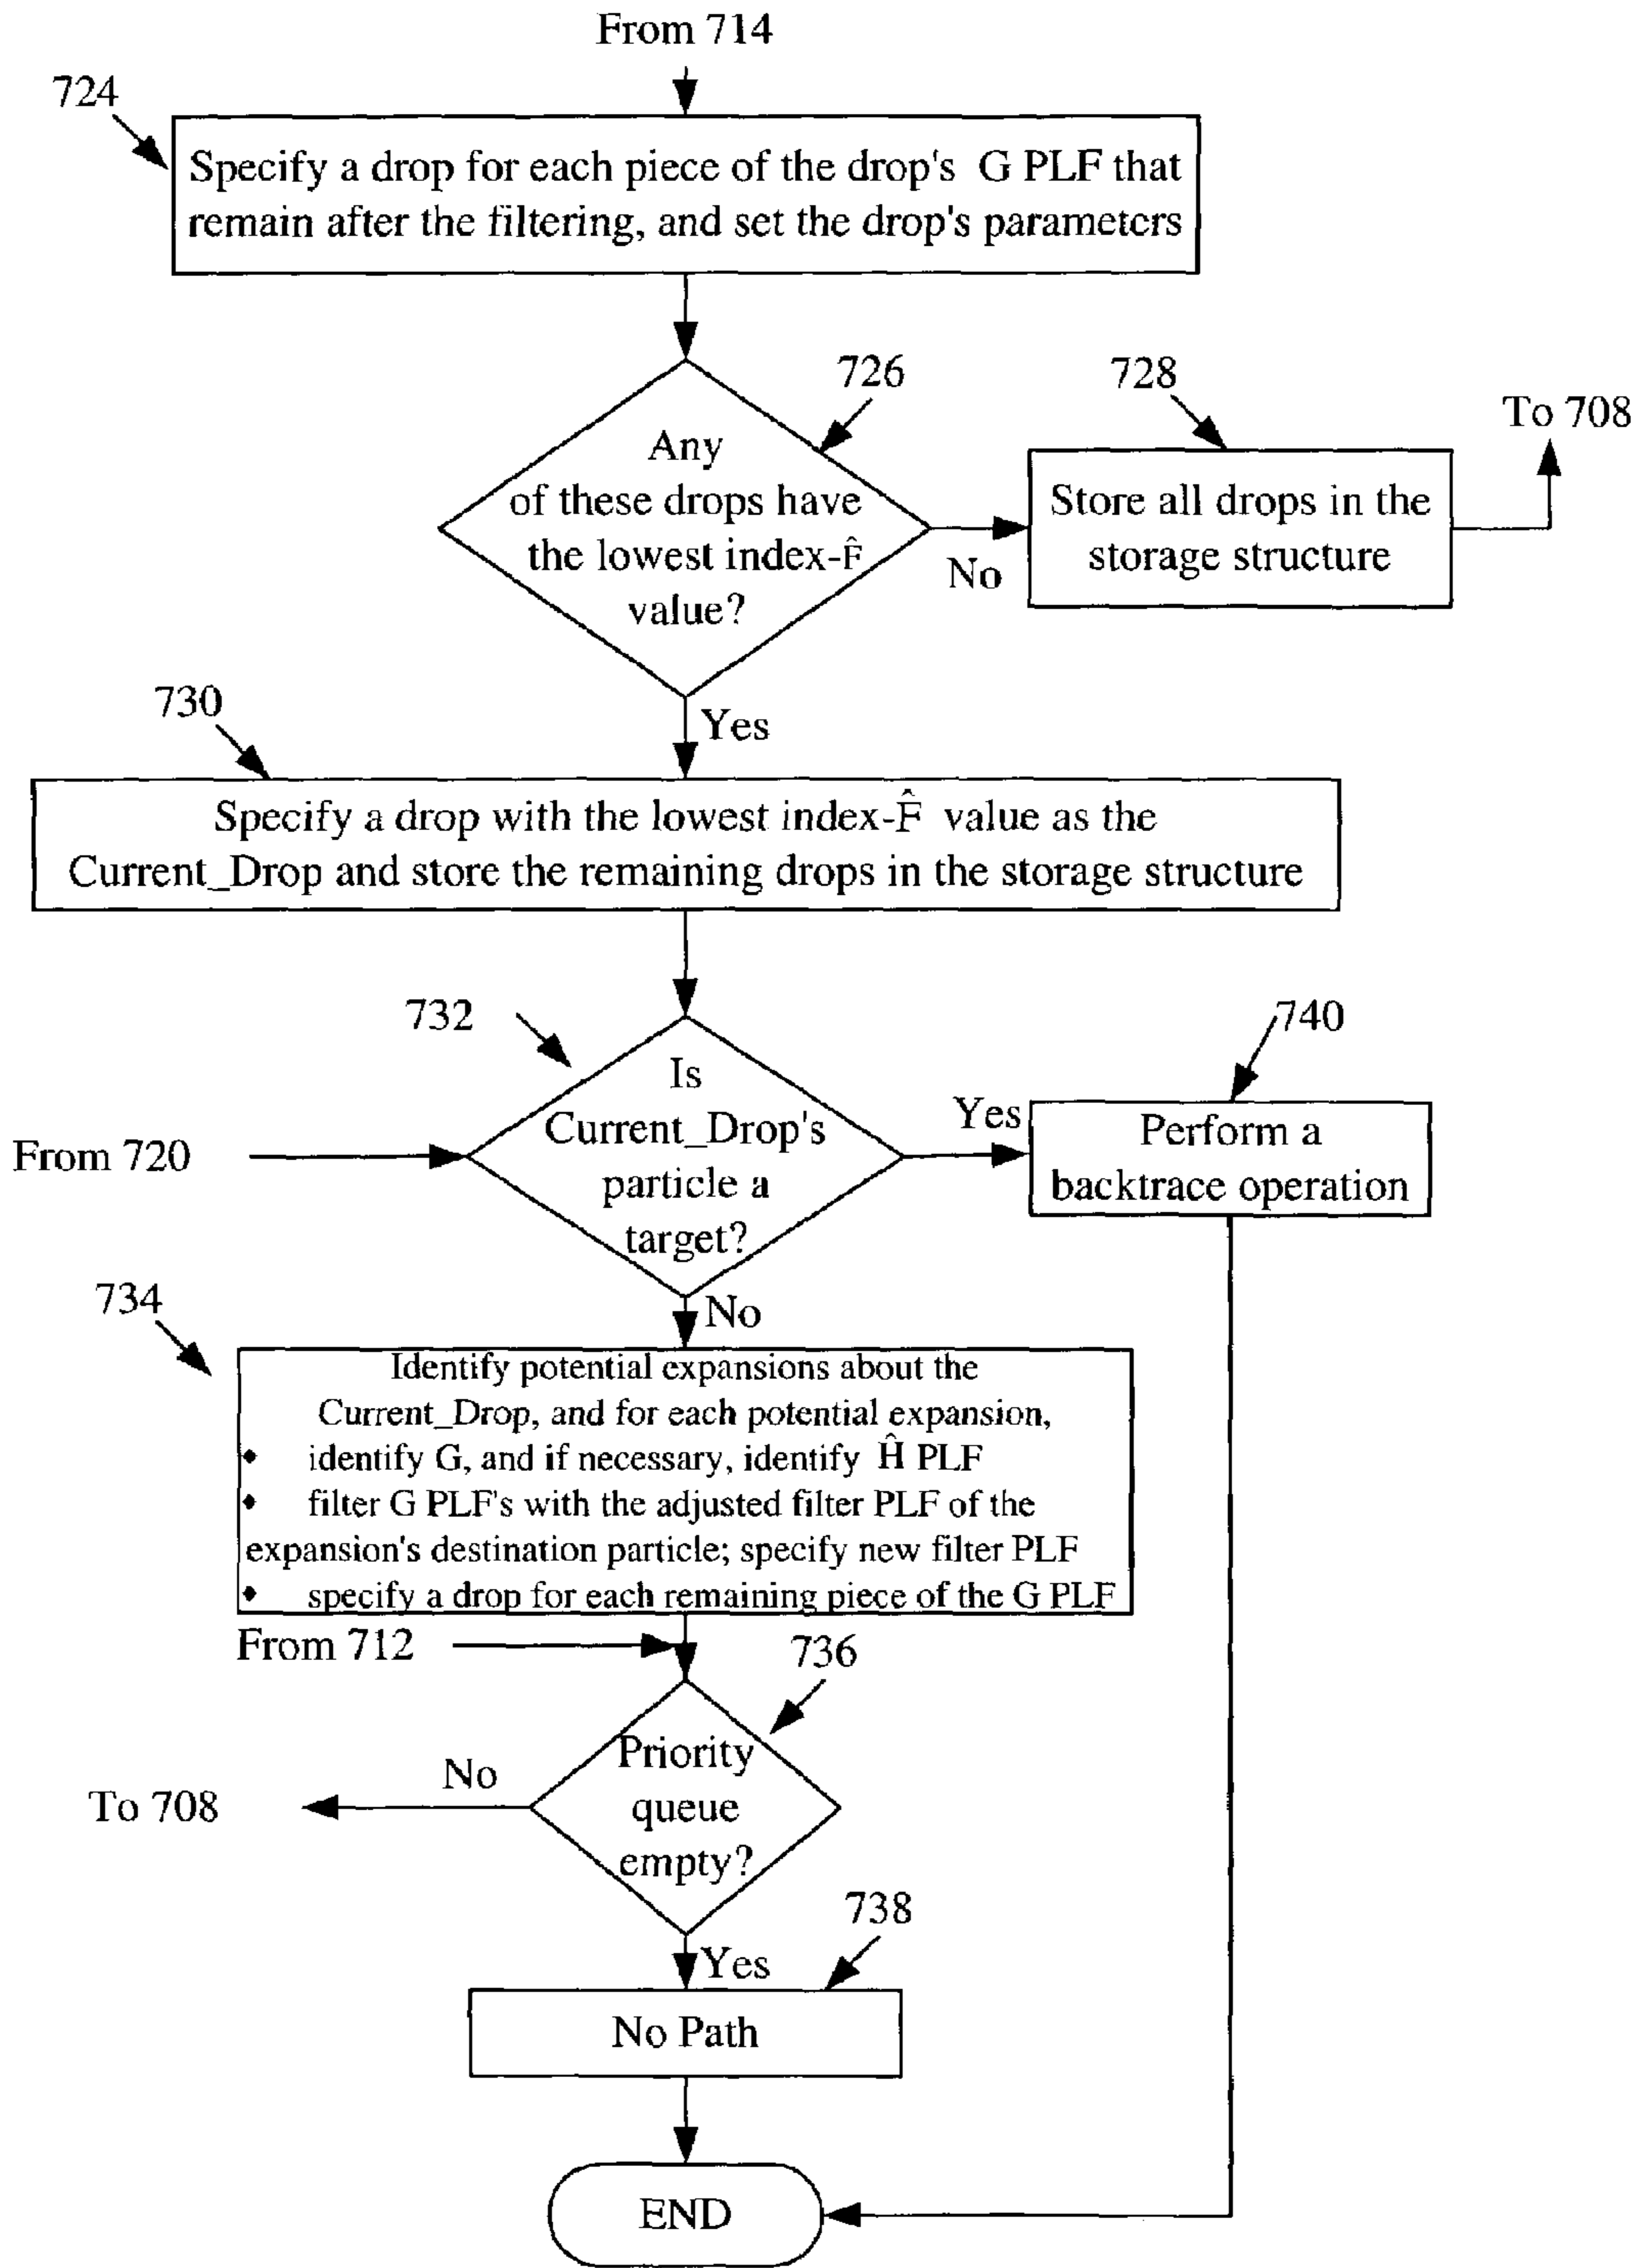 From 714
724
Specify a drop for each piece of the drop's G PLF that
remain after the filtering, and set the drop's parameters
726
728
To 708
Any
of these drops have
the lowest index-F̂
value?
No
Store all drops in the
storage structure
730
Yes
Specify a drop with the lowest index-F̂ value as the
Current_Drop and store the remaining drops in the storage structure
732
740
Is
Current_Drop's
particle a
target?
From 720
Yes
Perform a
backtrace operation
734
No
Identify potential expansions about the
Current_Drop, and for each potential expansion,
♦ identify G, and if necessary, identify Ĥ PLF
♦ filter G PLF's with the adjusted filter PLF of the
expansion's destination particle; specify new filter PLF
♦ specify a drop for each remaining piece of the G PLF
From 712
736
Priority
queue
empty?
No
To 708
738
Yes
No Path
END